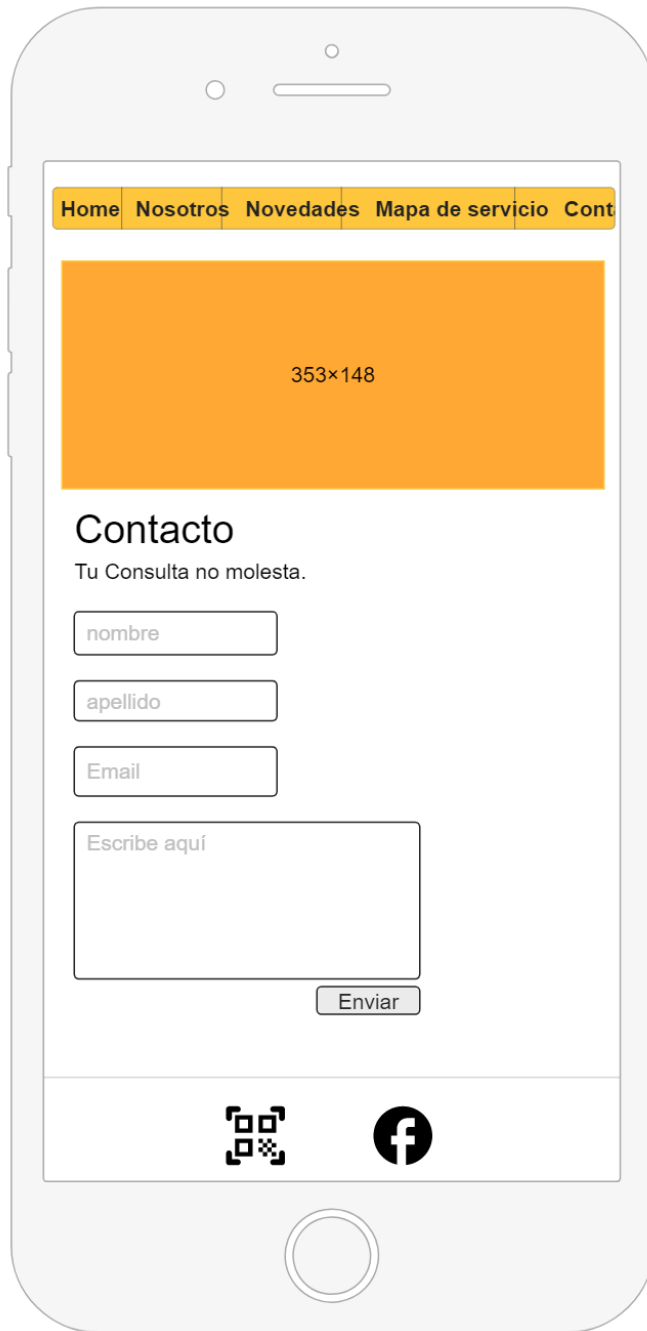 Home Nosotros Novedades Mapa de servicio Cont
353×148
Contacto
Tu Consulta no molesta.
nombre
apellido
Email
Escribe aquí
Enviar